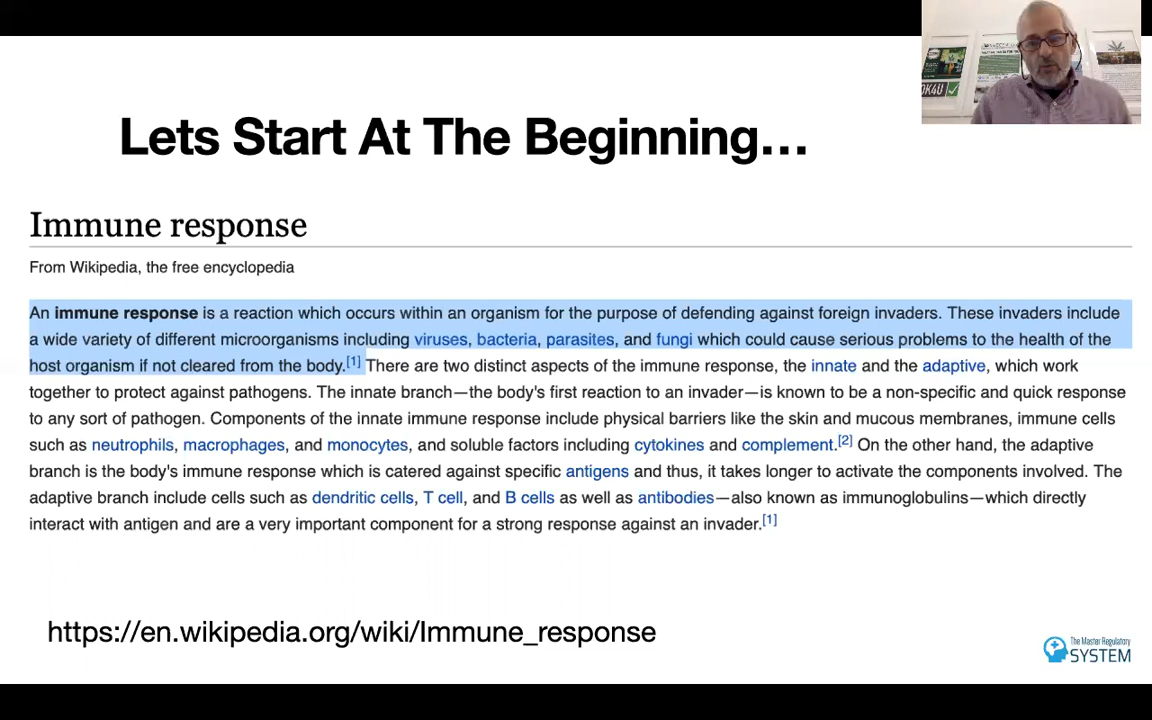 Lets Start At The Beginning...
Immune response
From Wikipedia, the free encyclopedia
An immune response is a reaction which occurs within an organism for the purpose of defending against foreign invaders. These invaders include
a wide variety of different microorganisms including viruses, bacteria, parasites, and fungi which could cause serious problems to the health of the
host organism if not cleared from the body.[1] There are two distinct aspects of the immune response, the innate and the adaptive, which work
together to protect against pathogens. The innate branch—the body's first reaction to an invader—is known to be a non-specific and quick response
to any sort of pathogen. Components of the innate immune response include physical barriers like the skin and mucous membranes, immune cells
such as neutrophils, macrophages, and monocytes, and soluble factors including cytokines and complement.[2] On the other hand, the adaptive
branch is the body's immune response which is catered against specific antigens and thus, it takes longer to activate the components involved. The
adaptive branch include cells such as dendritic cells, T cell, and B cells as well as antibodies—also known as immunoglobulins—which directly
interact with antigen and are a very important component for a strong response against an invader.[1]
https://en.wikipedia.org/wiki/Immune_response
The Master Regulatory
SYSTEM